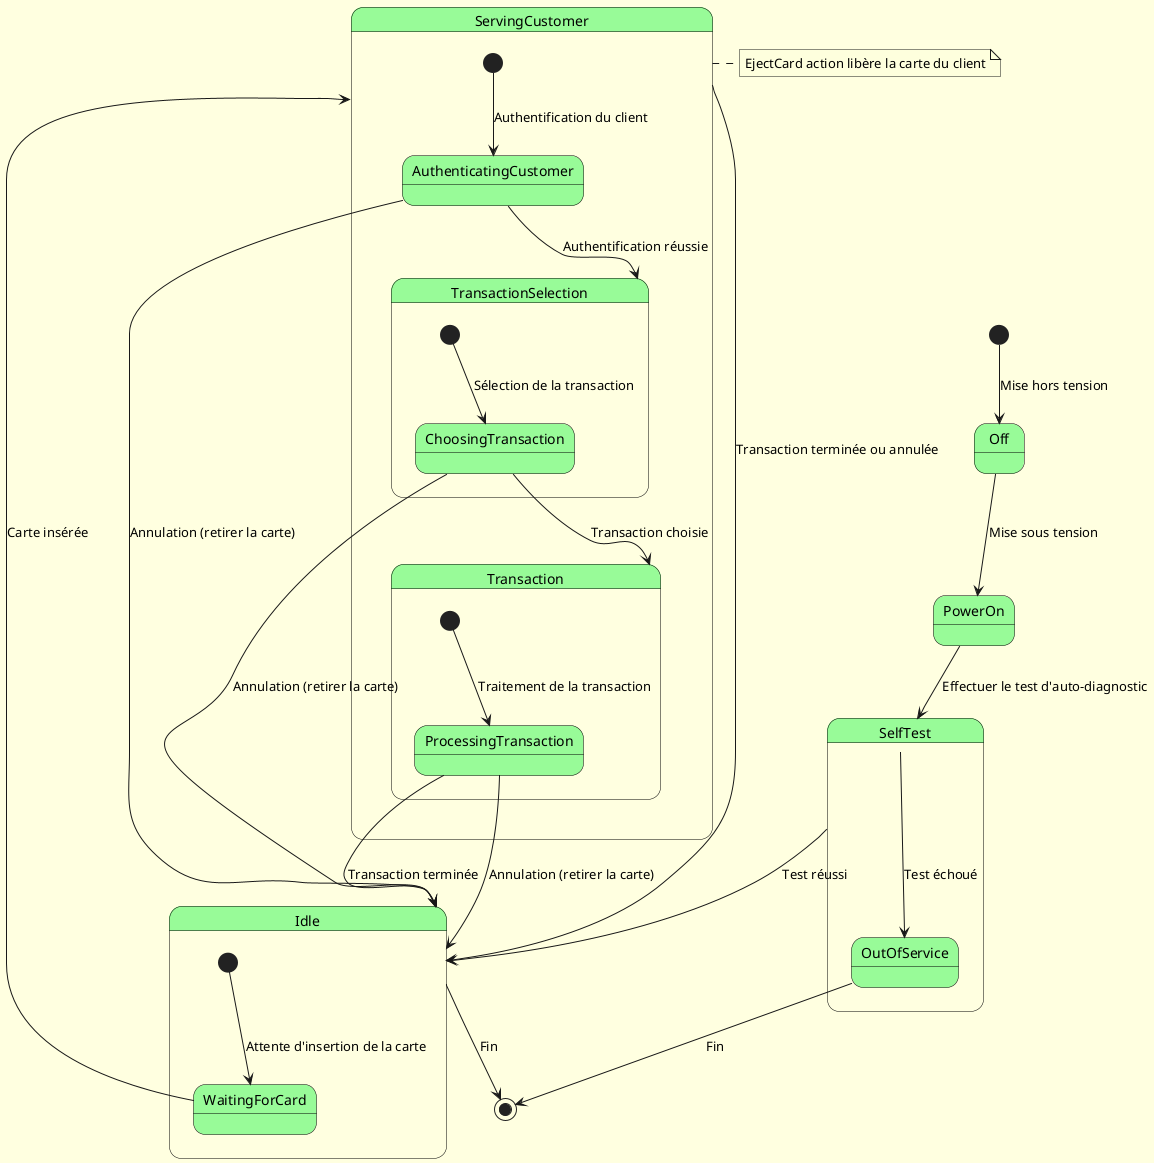 ServingCustomer
EjectCard action libère la carte du client
Authentification du client
AuthenticatingCustomer
Authentification réussie
TransactionSelection
Sélection de la transaction
Mise hors tension
ChoosingTransaction
Off
Transaction terminée ou annulée
Carte insérée
Annulation (retirer la carte)
Transaction choisie
Mise sous tension
Transaction
PowerOn
Annulation (retirer la carte)
Traitement de la transaction
Effectuer le test d'auto-diagnostic
ProcessingTransaction
SelfTest
Transaction terminée
Annulation (retirer la carte)
Test réussi
Test échoué
Idle
OutOfService
Attente d'insertion de la carte
Fin
Fin
WaitingForCard